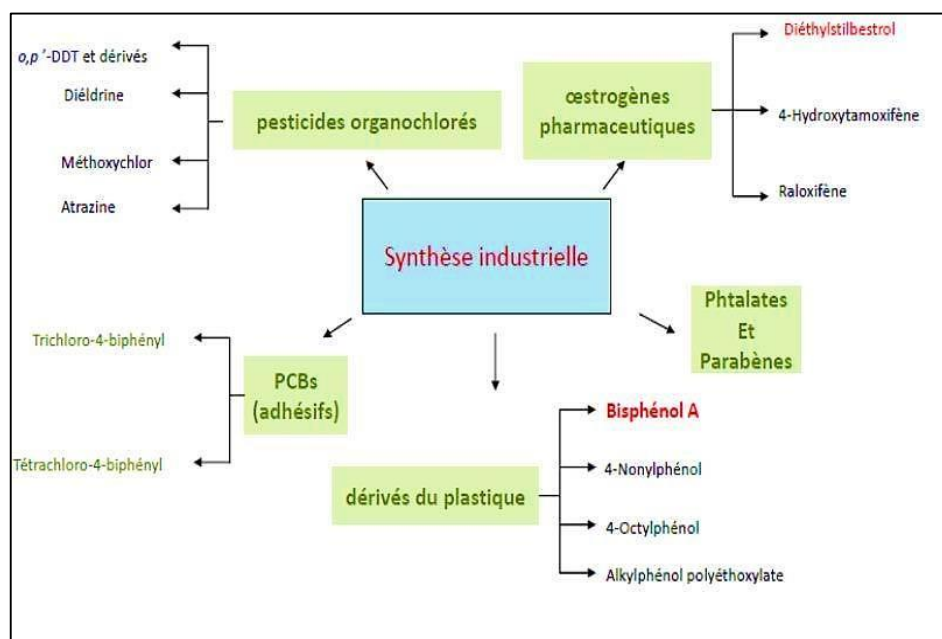 o,p'-DDT et dérivés
Diéldrine
Méthoxychlor
Atrazine
pesticides organochlorés
œstrogènes
pharmaceutiques
Diéthylstilbestrol
4-Hydroxytamoxifène
Raloxifène
Synthèse industrielle
Phtalates
Et
Parabènes
Trichloro-4-biphényl
Tétrachloro-4-biphényl
PCBs
(adhésifs)
dérivés du plastique
Bisphénol A
4-Nonylphénol
4-Octylphénol
Alkylphénol polyéthoxylate